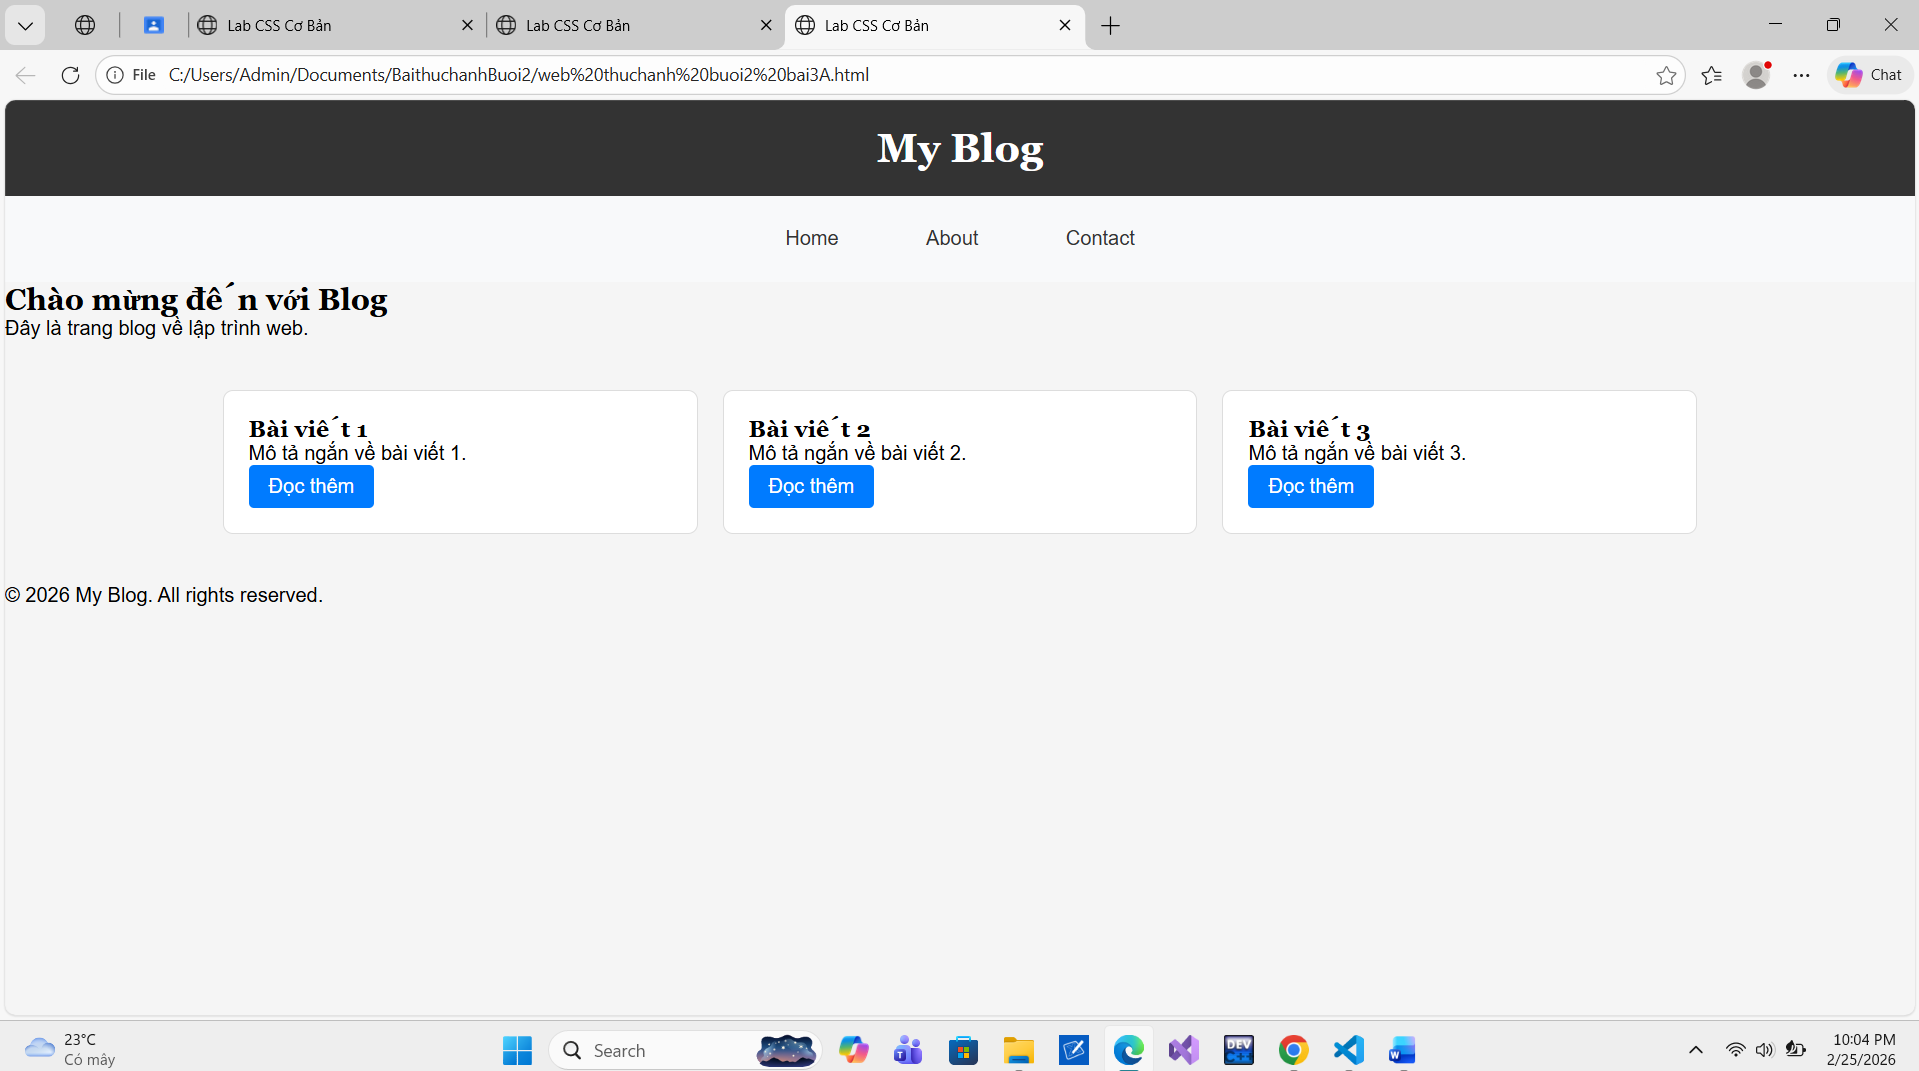 Lab CSS Cơ Bản
Lab CSS Cơ Bản
Lab CSS Cơ Bản
File C:/Users/Admin/Documents/BaithuchanhBuoi2/web%20thuchanh%20buoi2%20bai3A.html
Chat
My Blog
Home About Contact
Chào mừng đến với Blog
Đây là trang blog về lập trình web.
Bài viết 1
Mô tả ngắn về bài viết 1.
Đọc thêm
Bài viết 2
Mô tả ngắn về bài viết 2.
Đọc thêm
Bài viết 3
Mô tả ngắn về bài viết 3.
Đọc thêm
© 2026 My Blog. All rights reserved.
23°C
Có mây
Search
T
DEV
C++
W
10:04 PM
2/25/2026